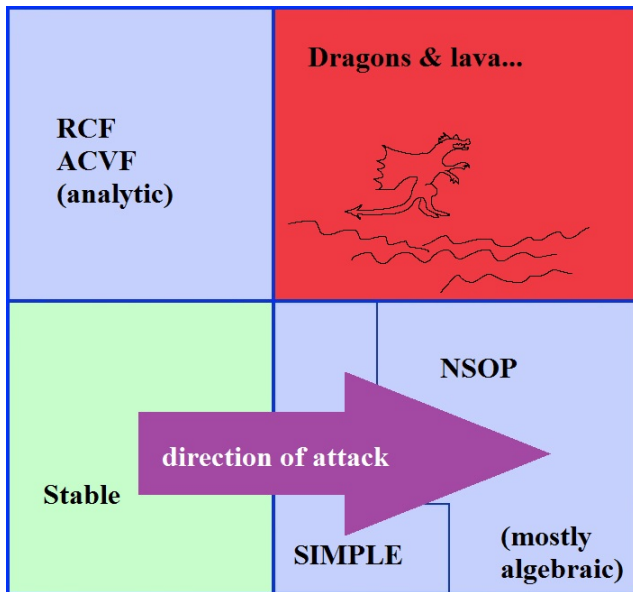 Dragons & lava...
RCF
ACVF
(analytic)
NSOP
direction of attack
Stable
SIMPLE
(mostly
algebraic)